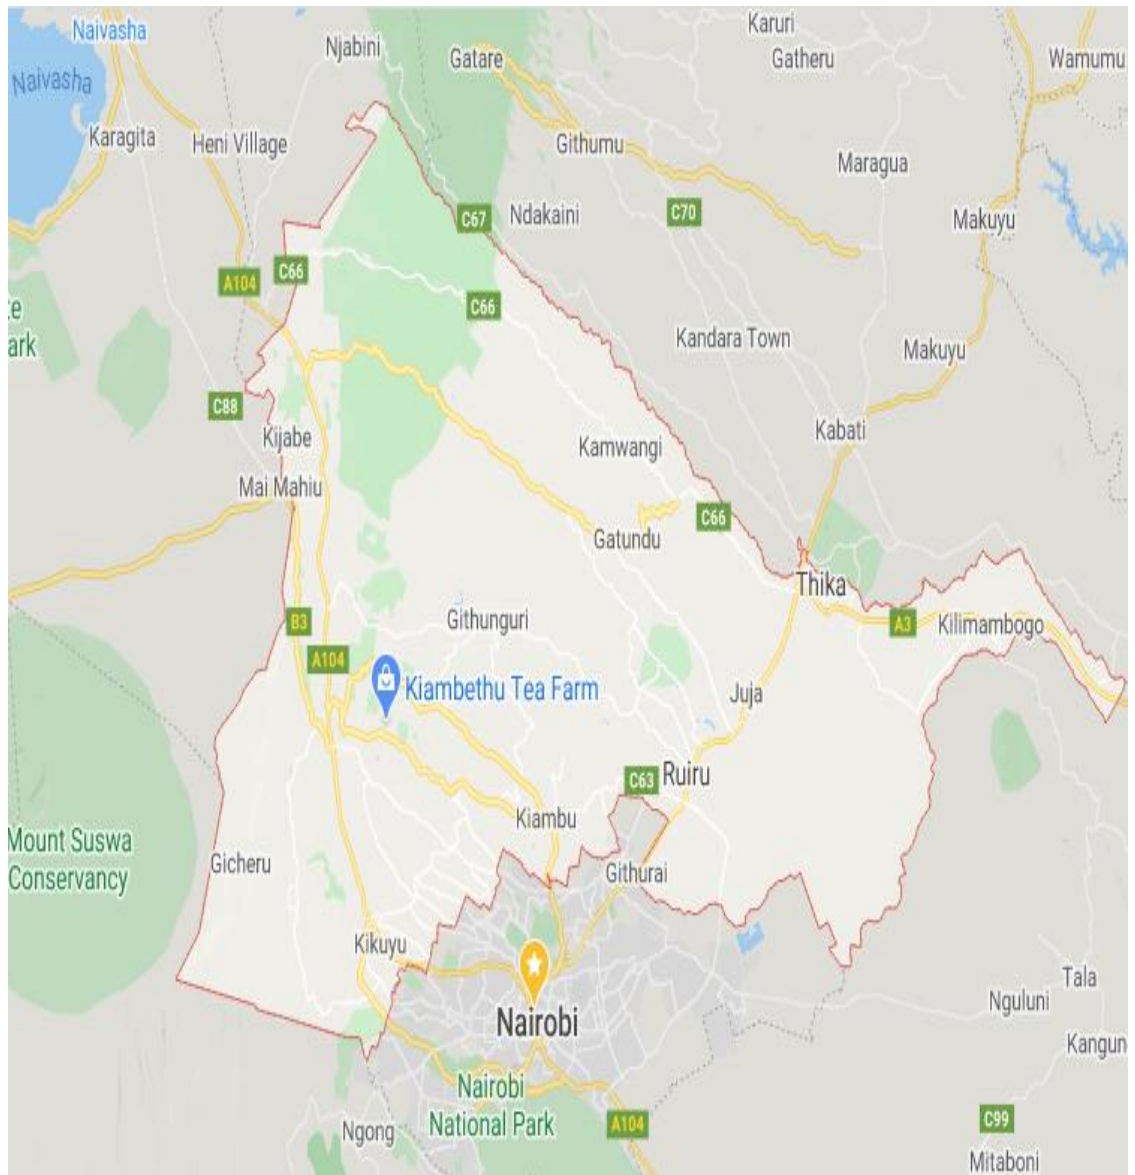 Naivasha
Karuri
Njabini
Gatare
Gatheru
Wamumu
Naivasha
Karagita
Heni Village
Githumu
Maragua
C67
Ndakaini
C70
Makuyu
C66
A104
te
ark
C66
Kandara Town
Makuyu
C88
Kijabe
Kamwangi
Kabati
Mai Mahiu
C66
Gatundu
Thika
B3
Githunguri
A3
Kilimambogo
A104
Kiambethu Tea Farm
Juja
C63
Ruiru
Kiambu
Mount Suswa
Conservancy
Gicheru
Githurai
Kikuyu
Tala
Nguluni
Nairobi
Kangun
Nairobi
National Park
A104
C99
Ngong
Mitaboni